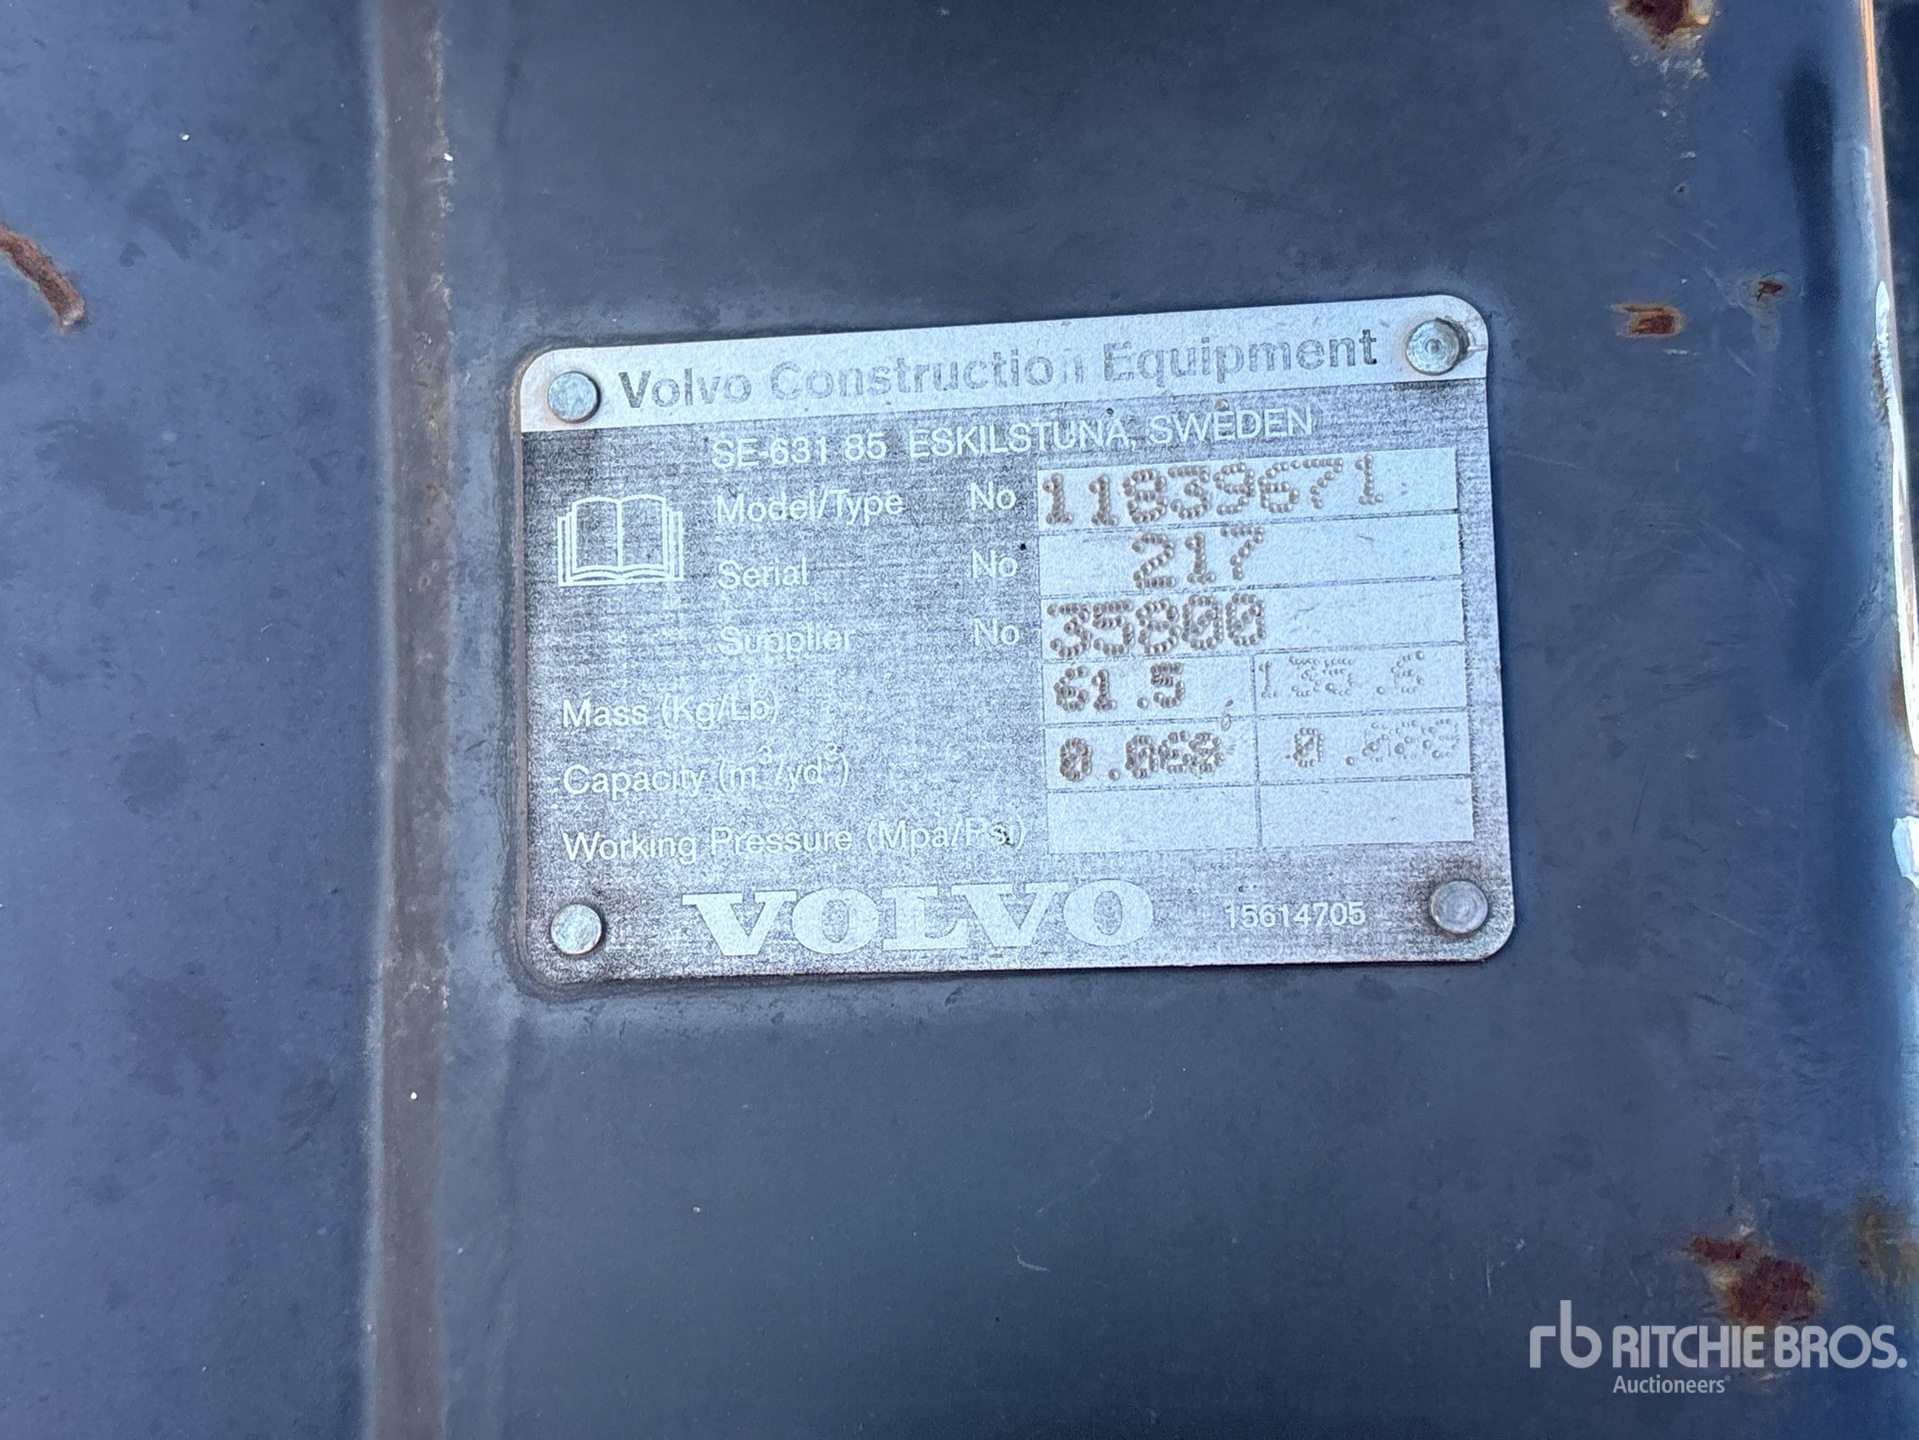 Volvo Construction Equipment
SE-631 85 ESKILSTUNA, SWEDEN
Model/Type No 11839671
Serial No 217
Supplier No 35800
Mass (Kg/Lb) 61.5
Capacity (m³/yd³)
Working Pressure (Mpa/Psi)
VOLVO 15614705
rb RITCHIE BROS.
Auctioneers